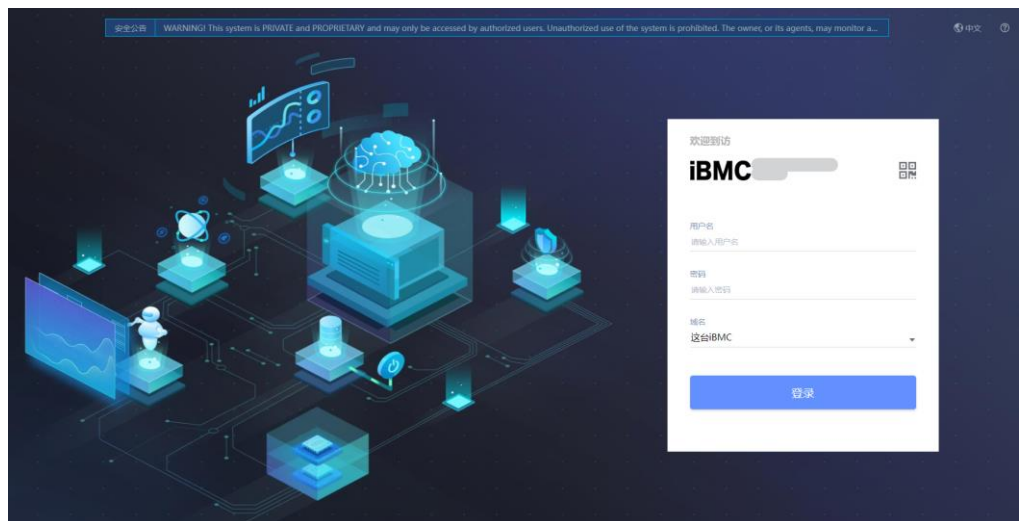 安全公告 WARNING! This system is PRIVATE and PROPRIETARY and may only be accessed by authorized users. Unauthorized use of the system is prohibited. The owner, or its agents, may monitor a...
中文
欢迎到访
iBMC
用户名
请输入用户名
密码
请输入密码
域名
这台iBMC
登录